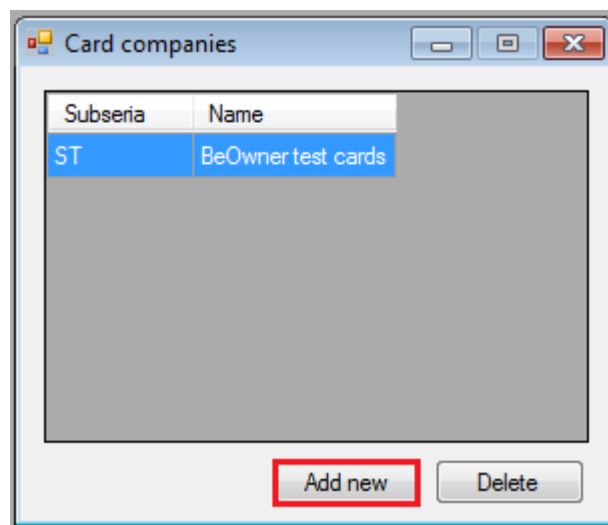 Card companies
Subseria Name
ST BeOwner test cards
Add new Delete